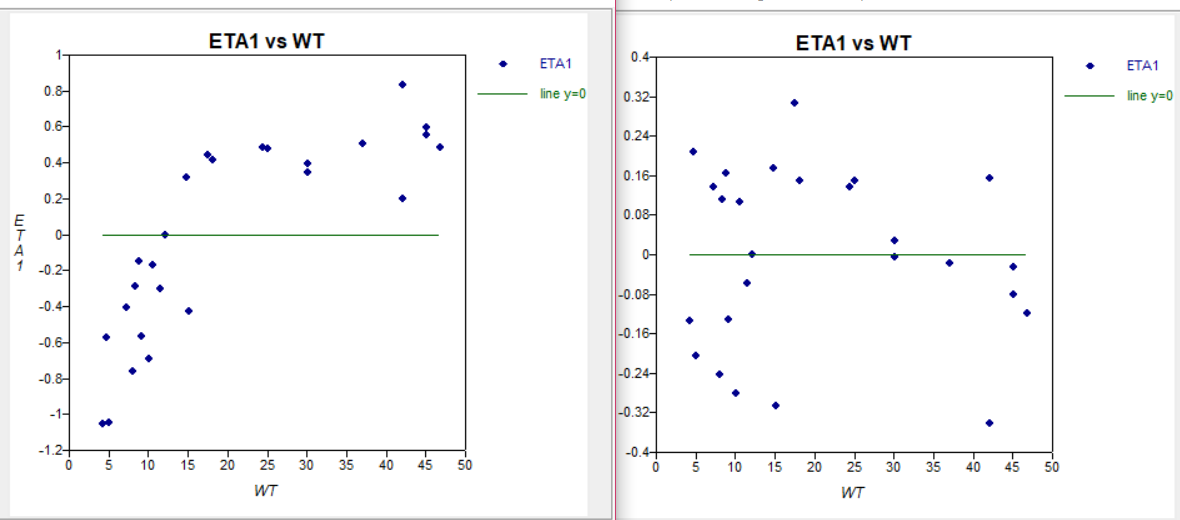 ETA1 vs WT
1
0.8
0.6
0.4
0.2
0
-0.2
-0.4
-0.6
-0.8
-1
-1.2
ETA1
0 5 10 15 20 25 30 35 40 45 50
WT
ETA1
line y=0
ETA1 vs WT
0.4
0.32
0.24
0.16
0.08
0
-0.08
-0.16
-0.24
-0.32
-0.4
0 5 10 15 20 25 30 35 40 45 50
WT
ETA1
line y=0